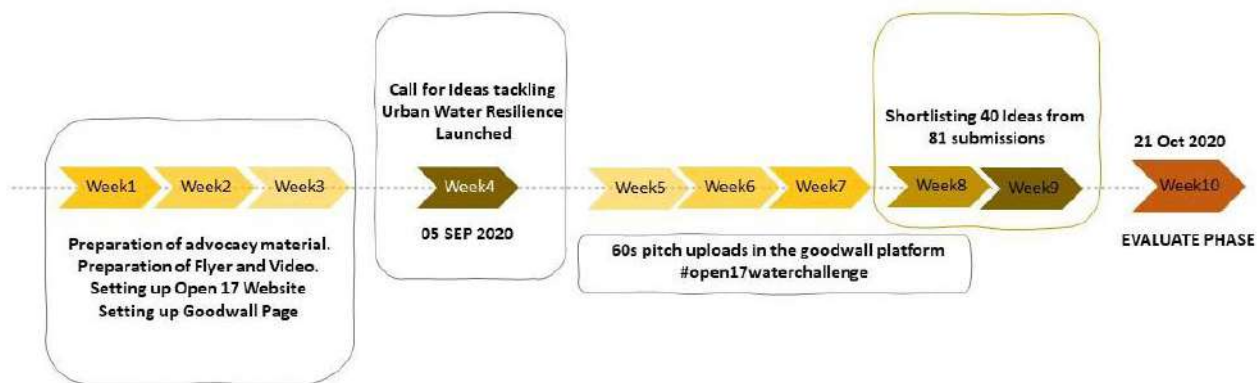 Week1
Week2
Week3
Preparation of advocacy material.
Preparation of Flyer and Video.
Setting up Open 17 Website
Setting up Goodwall Page
Call for Ideas tackling
Urban Water Resilience
Launched
Week4
05 SEP 2020
Week5
Week6
Week7
60s pitch uploads in the goodwall platform
#open17waterchallenge
Shortlisting 40 Ideas from
81 submissions
Week8
Week9
21 Oct 2020
Week10
EVALUATE PHASE